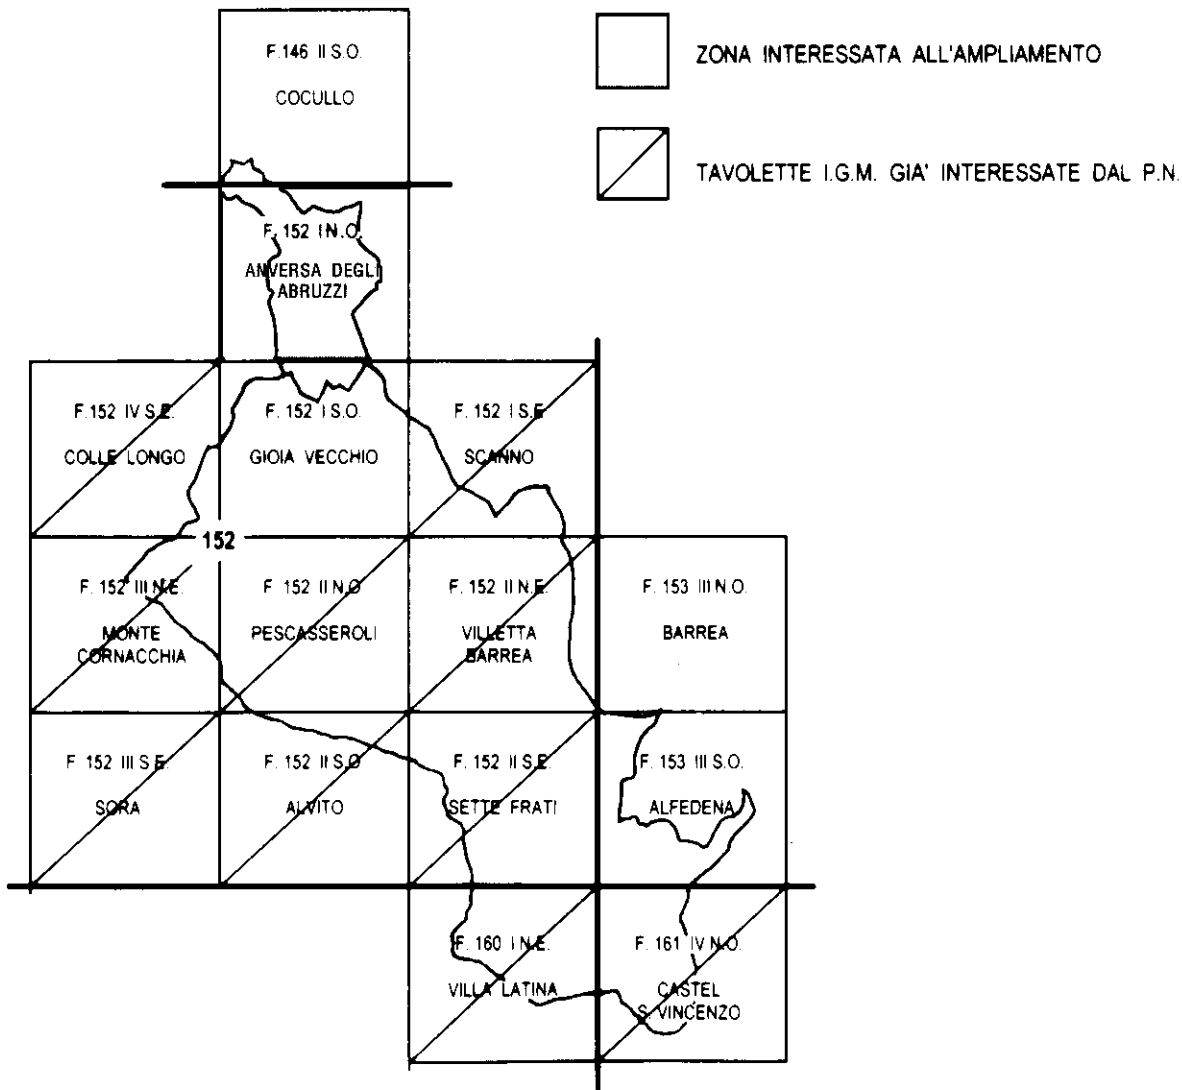 F. 146 II S.O.
COCULLO
ZONA INTERESSATA ALL'AMPLIAMENTO
TAVOLETTE I.G.M. GIA' INTERESSATE DAL P.N.
F. 152 I N.O.
ANVERSA DEGLI
ABRUZZI
F. 152 IV S.E.
COLLE LONGO
F. 152 I S.O.
GIOIA VECCHIO
F. 152 I S.E
SCANNO
152
F. 152 III N.E.
MONTE
CORNACCHIA
F. 152 II N.O
PESCASSEROLI
F. 152 II N.E.
VILLETTA
BARREA
F. 153 III N.O.
BARREA
F 152 III S.E.
SORA
F. 152 II S.O
ALVITO
F. 152 II S.E.
SETTE FRATI
F. 153 III S.O.
ALFEDENA
F. 160 I N.E.
VILLA LATINA
F. 161 IV N.O.
CASTEL
S. VINCENZO